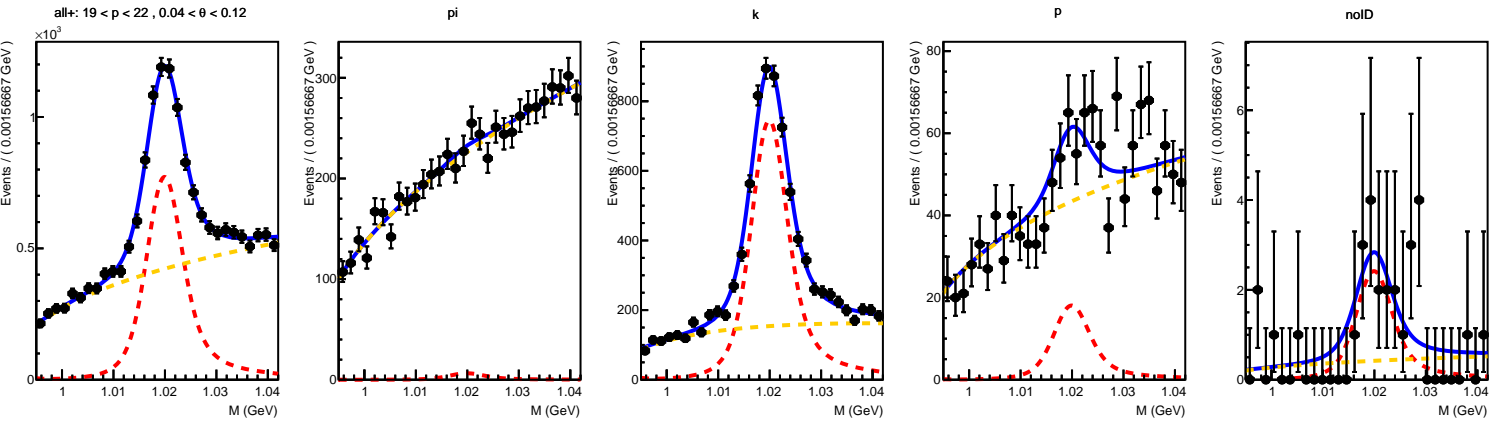 all+: 19 < p < 22 , 0.04 < θ < 0.12
×10³
Events / ( 0.00156667 GeV )
1
0.5
0
1 1.01 1.02 1.03 1.04
M (GeV)
pi
Events / ( 0.00156667 GeV )
300
200
100
0
1 1.01 1.02 1.03 1.04
M (GeV)
k
Events / ( 0.00156667 GeV )
800
600
400
200
0
1 1.01 1.02 1.03 1.04
M (GeV)
p
Events / ( 0.00156667 GeV )
80
60
40
20
0
1 1.01 1.02 1.03 1.04
M (GeV)
noID
Events / ( 0.00156667 GeV )
6
4
2
0
1 1.01 1.02 1.03 1.04
M (GeV)